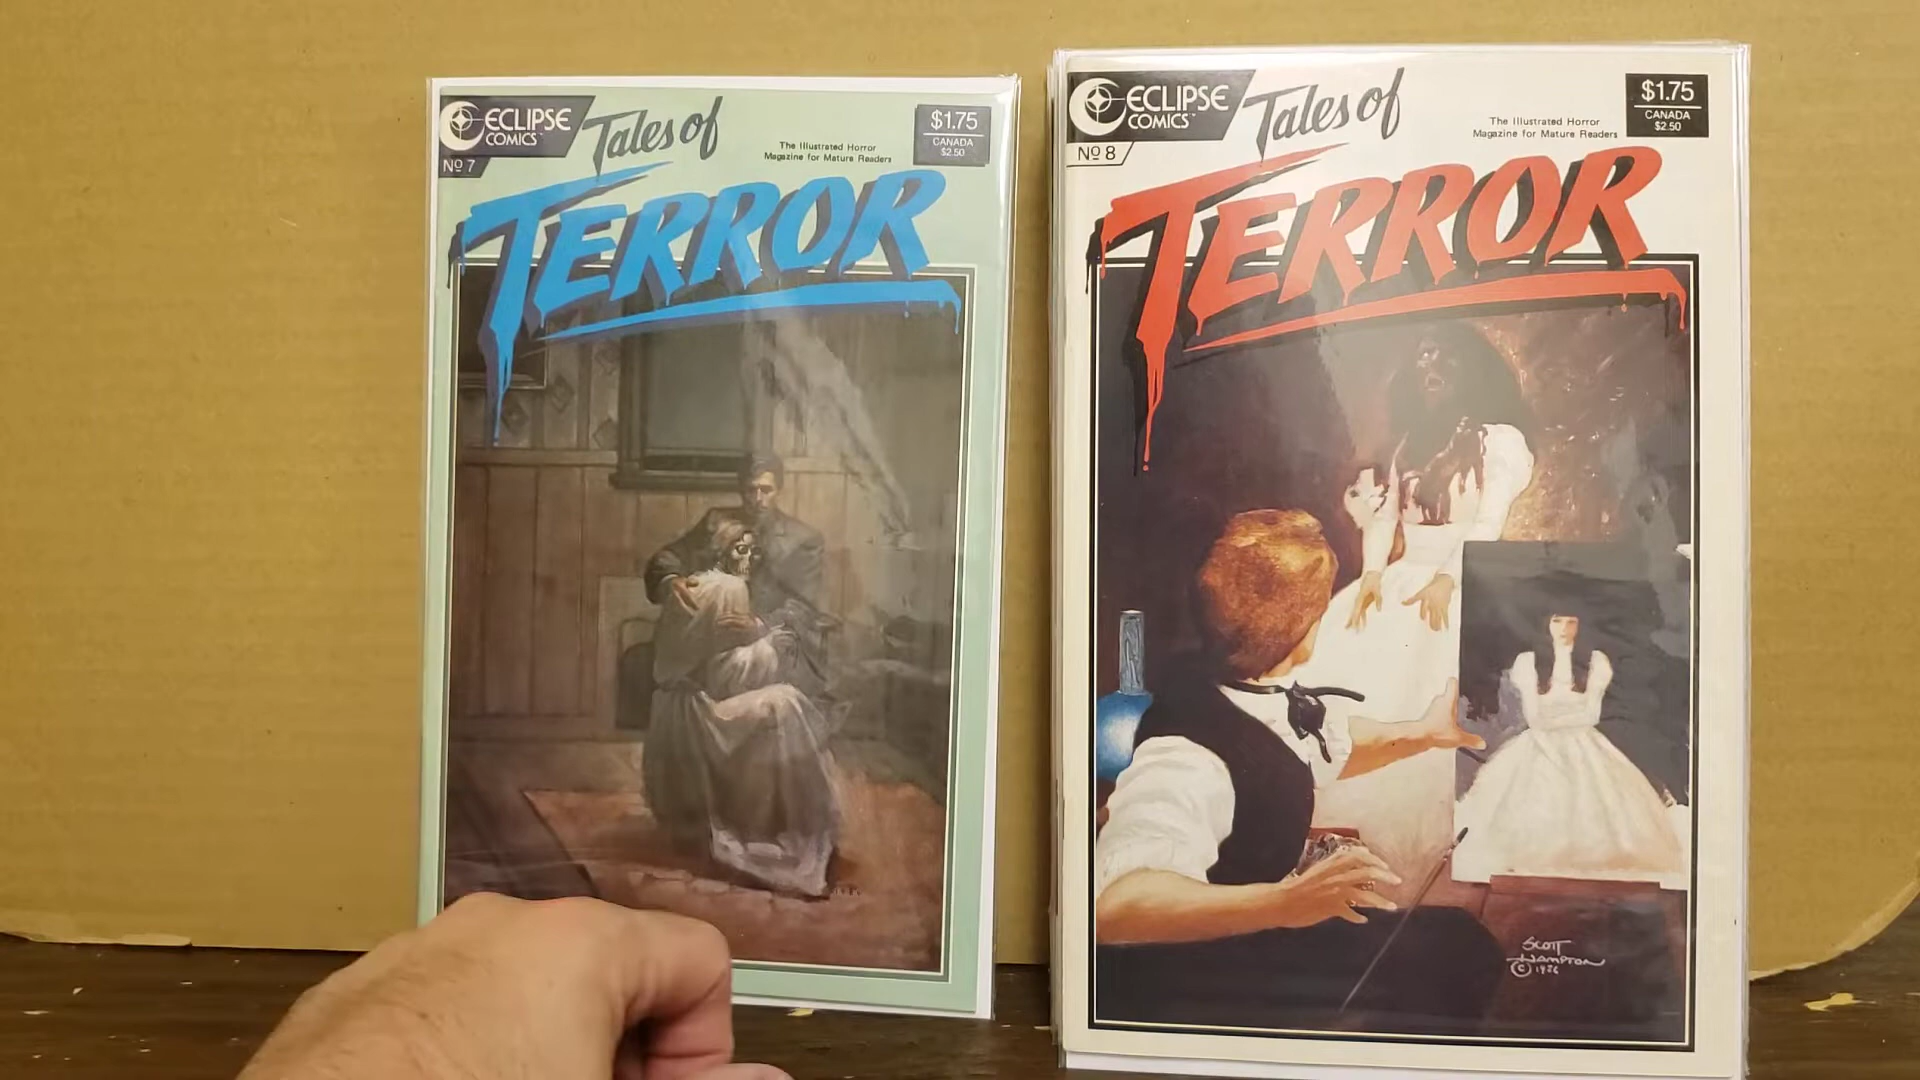 ECLIPSE
COMICS™
Nº 7
Tales of
TERROR
The Illustrated Horror
Magazine for Mature Readers
$1.75
CANADA
$2.50
ECLIPSE
COMICS™
Nº 8
Tales of
TERROR
The Illustrated Horror
Magazine for Mature Readers
$1.75
CANADA
$2.50
SCOTT
HAMPTON
© 1986